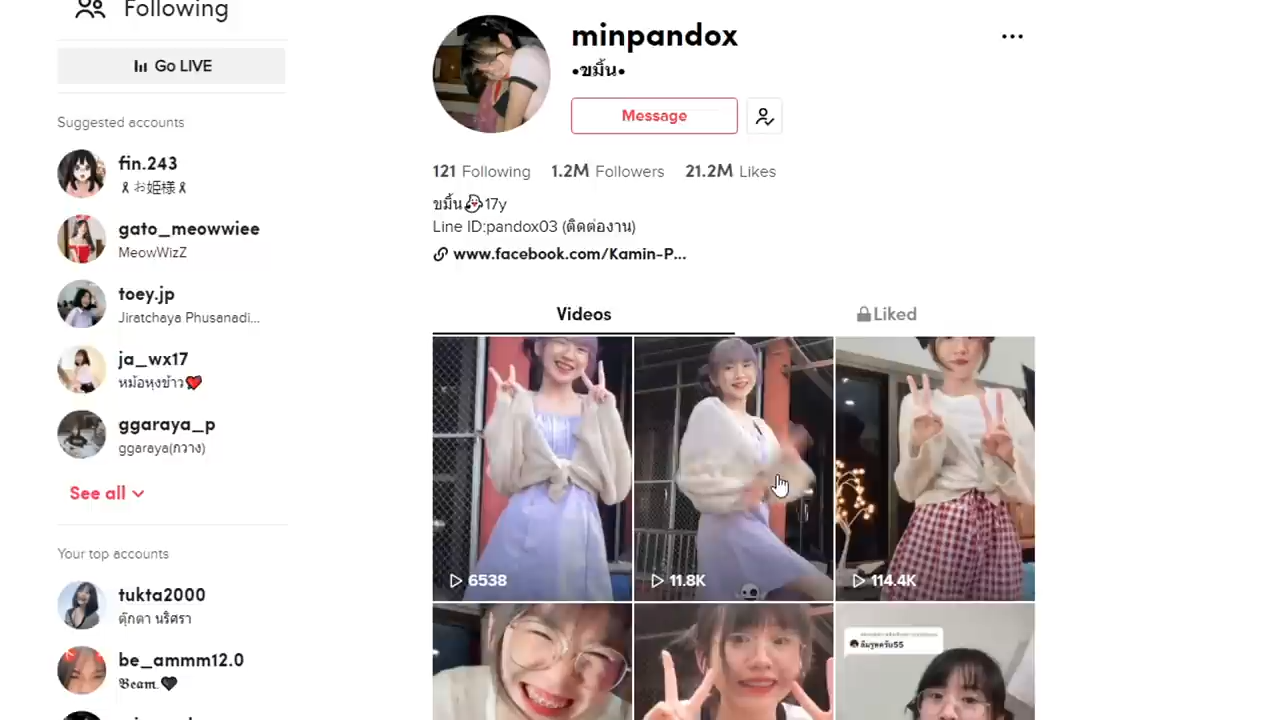 Following
Go LIVE
Suggested accounts
fin.243
🎗お姫様🎗
gato_meowwiee
MeowWizZ
toey.jp
Jiratchaya Phusanadi...
ja_wx17
หม้อหุงข้าว❤️
ggaraya_p
ggaraya(กวาง)
See all
Your top accounts
tukta2000
ตุ๊กตา นริศรา
be_ammm12.0
𝕭𝖊𝖆𝖒.🖤
minpandox
•ขมิ้น•
Message
121 Following 1.2M Followers 21.2M Likes
ขมิ้น👻17y
Line ID:pandox03 (ติดต่องาน)
www.facebook.com/Kamin-P...
Videos
Liked
6538
11.8K
114.4K